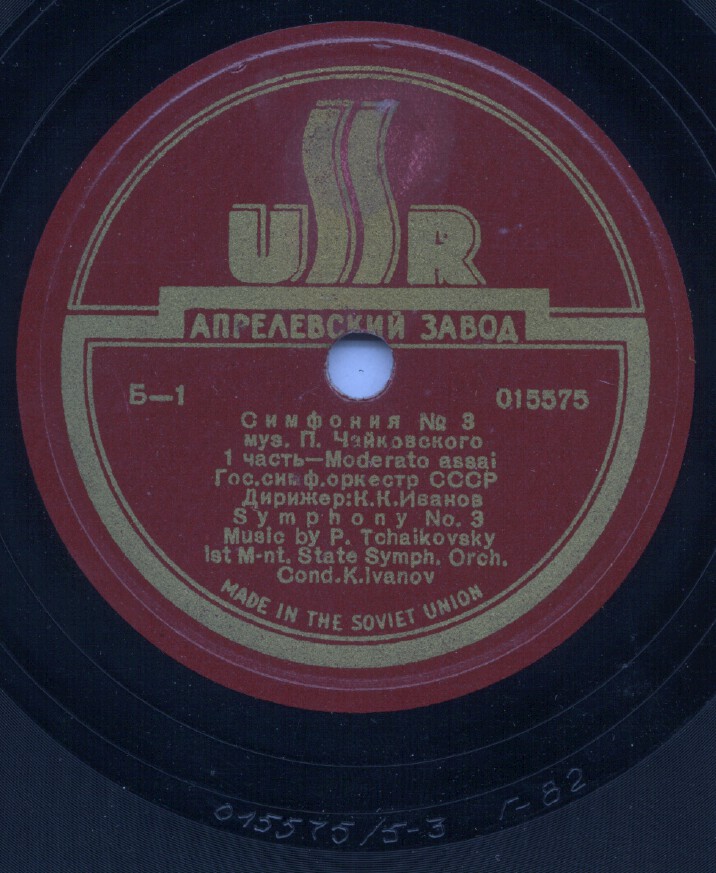 USSR
АПРЕЛЕВСКИЙ ЗАВОД
Б—1 015575
Симфония № 3
муз. П. Чайковского
1 часть—Moderato assai
Гос.симф.оркестр СССР
Дирижер:К.К.Иванов
Symphony No. 3
Music by P. Tchaikovsky
Ist M-nt. State Symph. Orch.
Cond.K.Ivanov
MADE IN THE SOVIET UNION
015575/5-3 Г-82